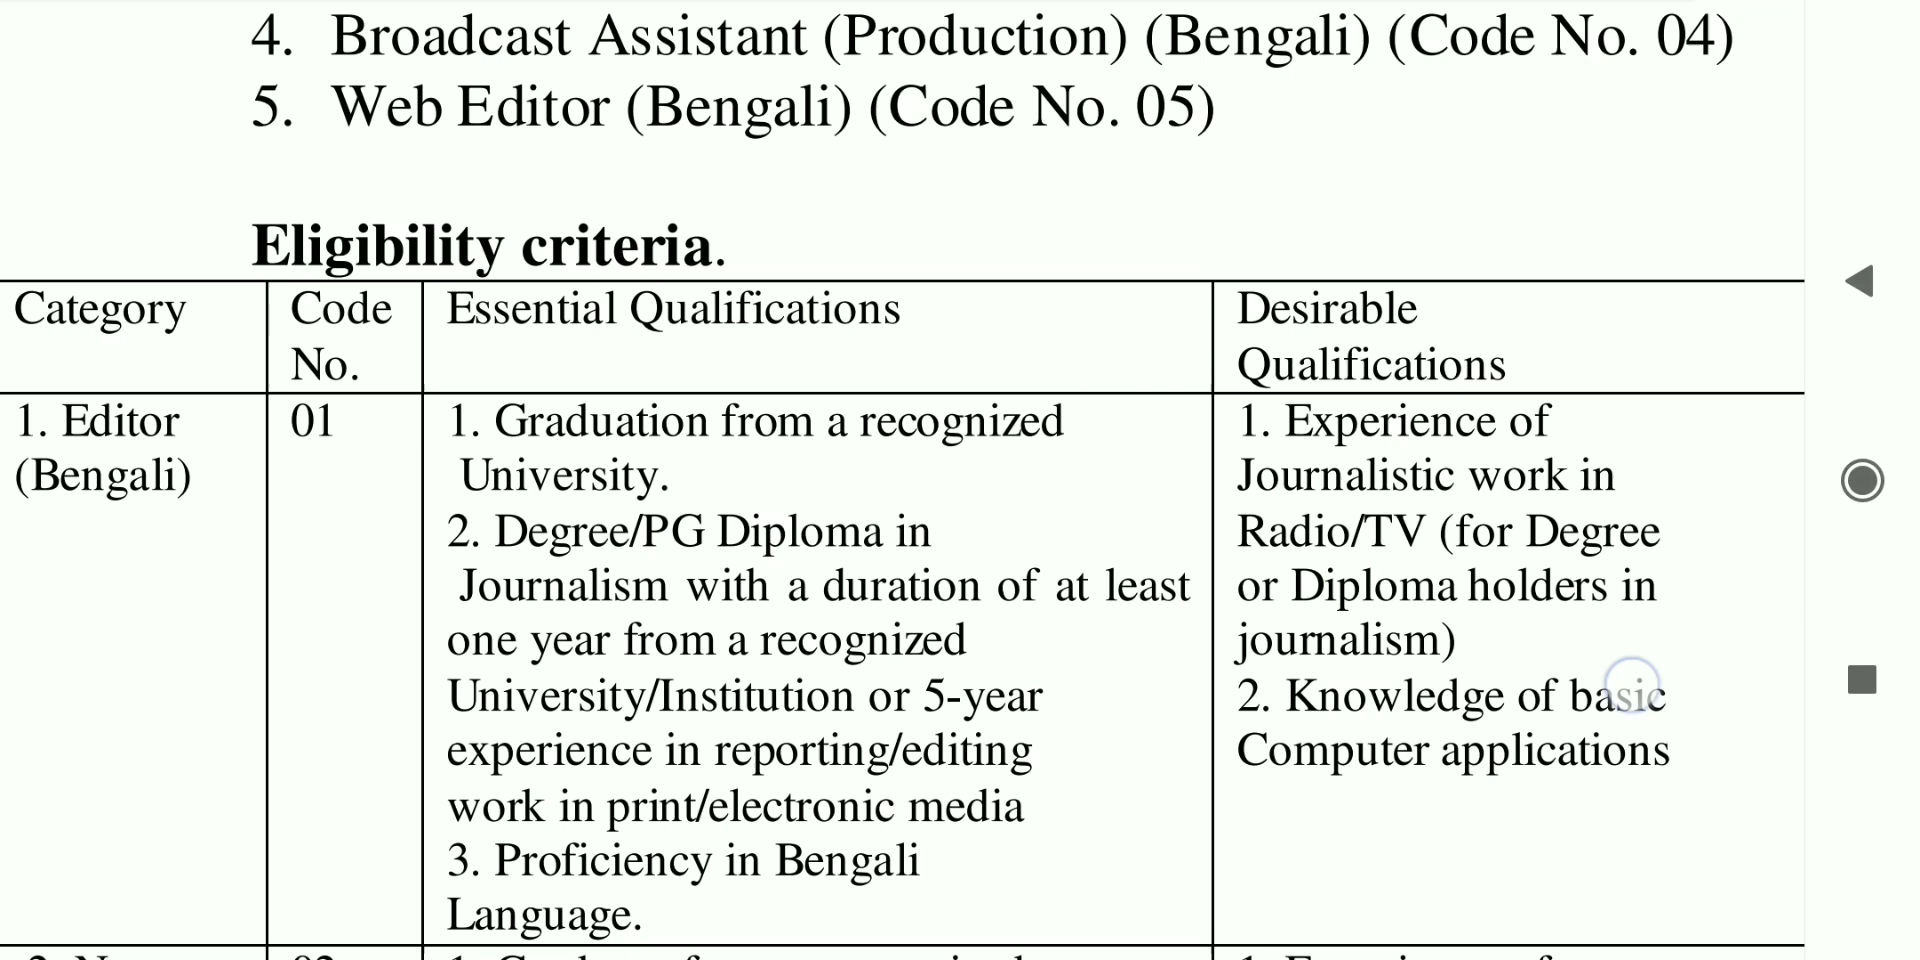 4. Broadcast Assistant (Production) (Bengali) (Code No. 04)
5. Web Editor (Bengali) (Code No. 05)
Eligibility criteria.
Category
Code
No.
Essential Qualifications
Desirable
Qualifications
1. Editor
(Bengali)
01
1. Graduation from a recognized
University.
2. Degree/PG Diploma in
Journalism with a duration of at least
one year from a recognized
University/Institution or 5-year
experience in reporting/editing
work in print/electronic media
3. Proficiency in Bengali
Language.
1. Experience of
Journalistic work in
Radio/TV (for Degree
or Diploma holders in
journalism)
2. Knowledge of basic
Computer applications